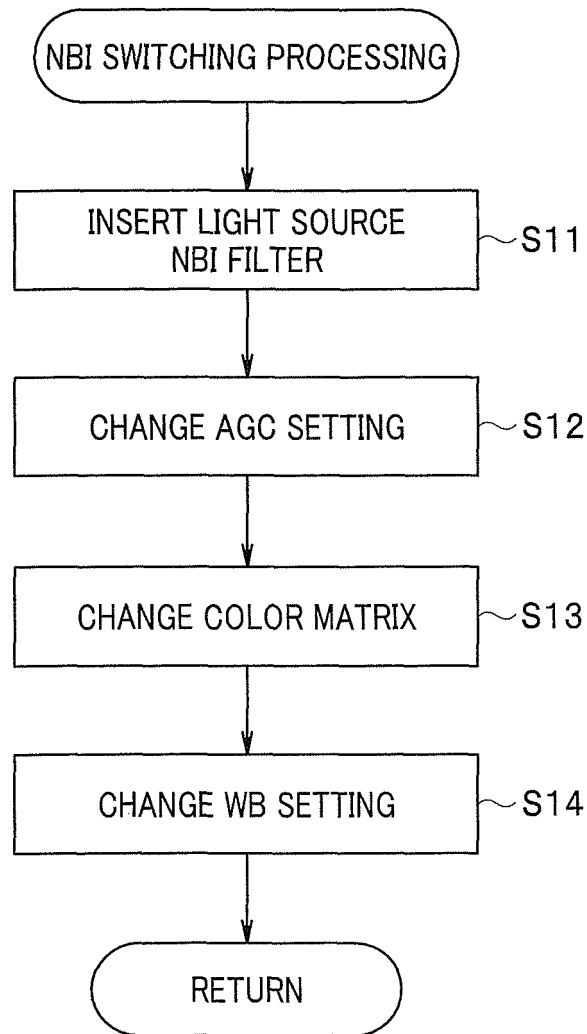 NBI SWITCHING PROCESSING
INSERT LIGHT SOURCE
NBI FILTER
S11
CHANGE AGC SETTING
S12
CHANGE COLOR MATRIX
S13
CHANGE WB SETTING
S14
RETURN